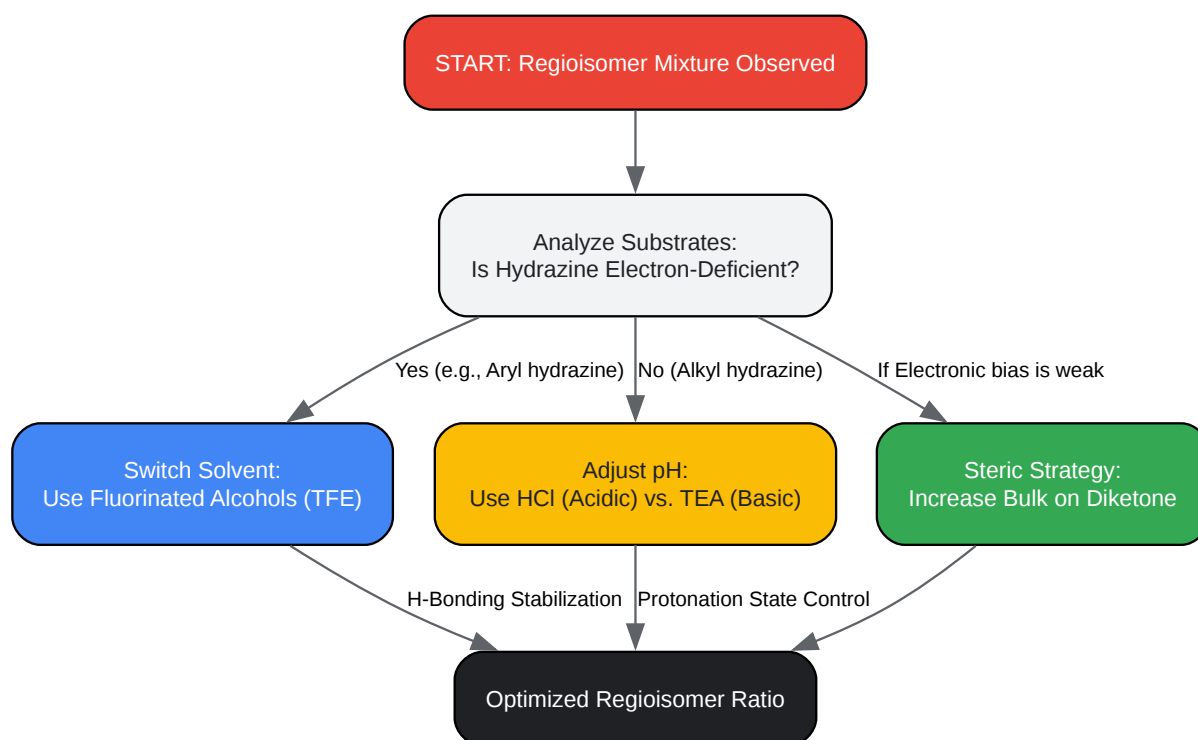 START: Regioisomer Mixture Observed
Analyze Substrates:
Is Hydrazine Electron-Deficient?
Yes (e.g., Aryl hydrazine)
No (Alkyl hydrazine)
If Electronic bias is weak
Switch Solvent:
Use Fluorinated Alcohols (TFE)
Adjust pH:
Use HCl (Acidic) vs. TEA (Basic)
Steric Strategy:
Increase Bulk on Diketone
H-Bonding Stabilization
Protonation State Control
Optimized Regioisomer Ratio